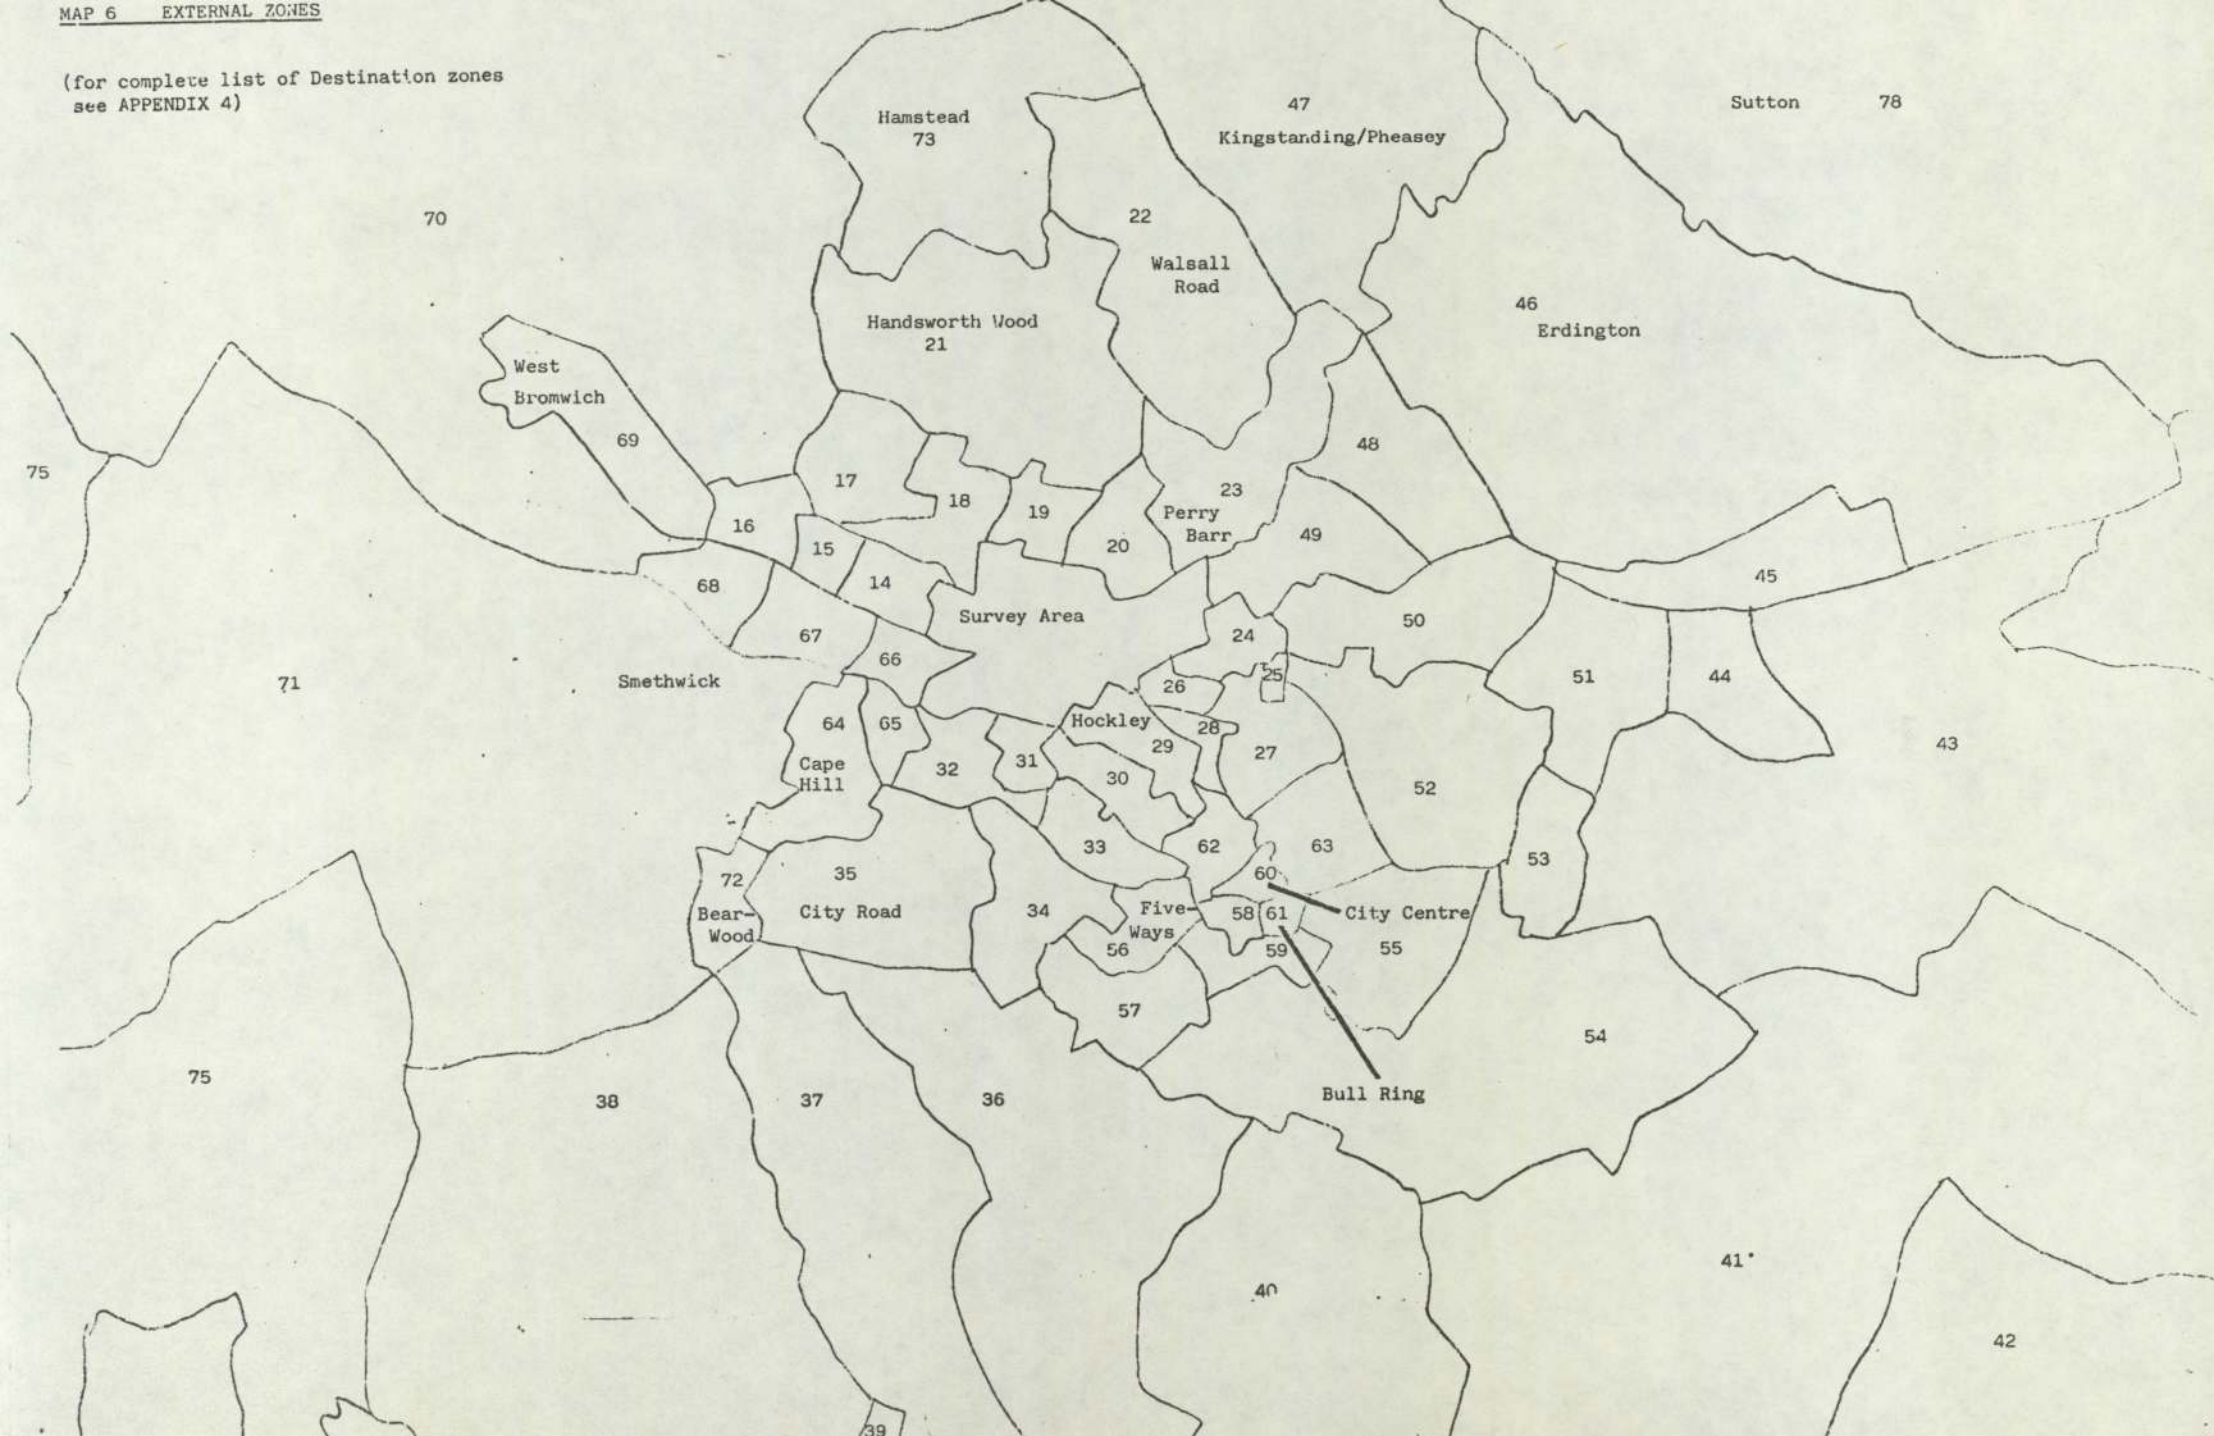 MAP 6 EXTERNAL ZONES
(for complete list of Destination zones
see APPENDIX 4)
Hamstead
73
47
Kingstanding/Pheasey
Sutton 78
70
22
Walsall
Road
Handsworth Wood
21
46
Erdington
West
Bromwich
69
75
17
18
19
20
23
Perry
Barr
48
49
16
15
14
68
67
66
Survey Area
24
25
26
50
45
51
44
43
71
Smethwick
64
65
Cape
Hill
32
31
Hockley
29
28
27
30
52
33
62
63
53
72
Bear-
Wood
35
City Road
34
Five-
Ways
56
58
61
60
City Centre
59
55
57
54
75
38
37
36
Bull Ring
40
41
42
39